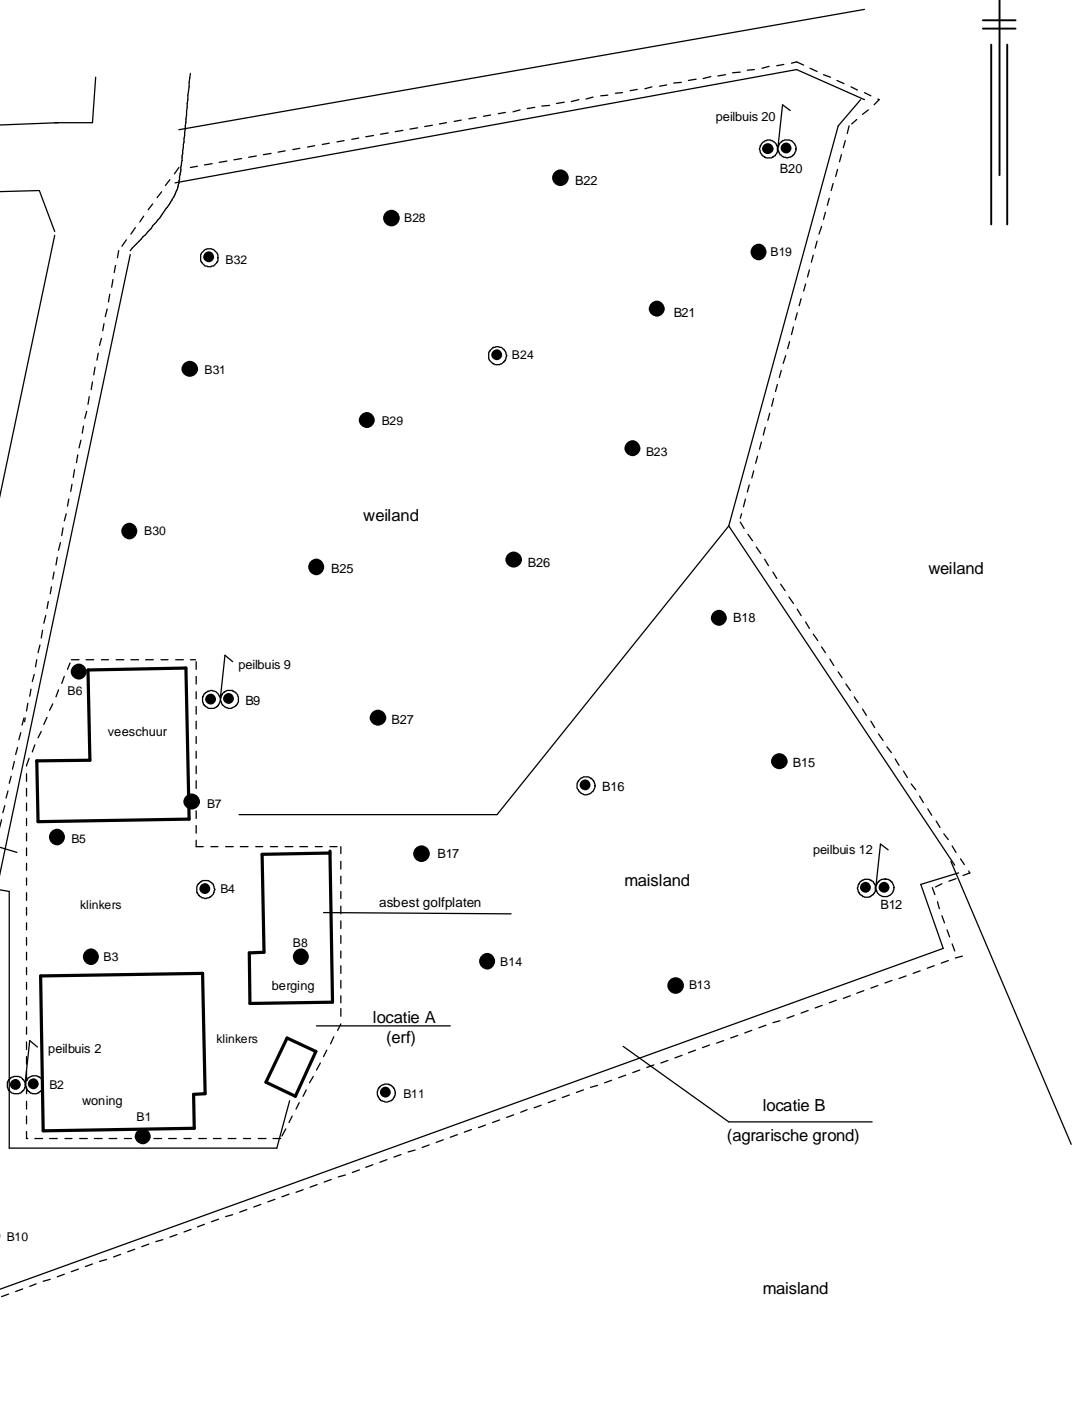 peilbuis 20
B20
B22
B28
B19
B32
B21
B24
B31
B29
B23
weiland
B30
B26
B25
weiland
B18
peilbuis 9
B6
B9
B27
veeschuur
B15
B16
B7
B5
peilbuis 12
B17
maisland
B4
asbest golfplaten
B12
klinkers
B8
B3
B14
B13
berging
locatie A
(erf)
klinkers
peilbuis 2
B2
woning
B11
B1
locatie B
(agrarische grond)
B10
maisland